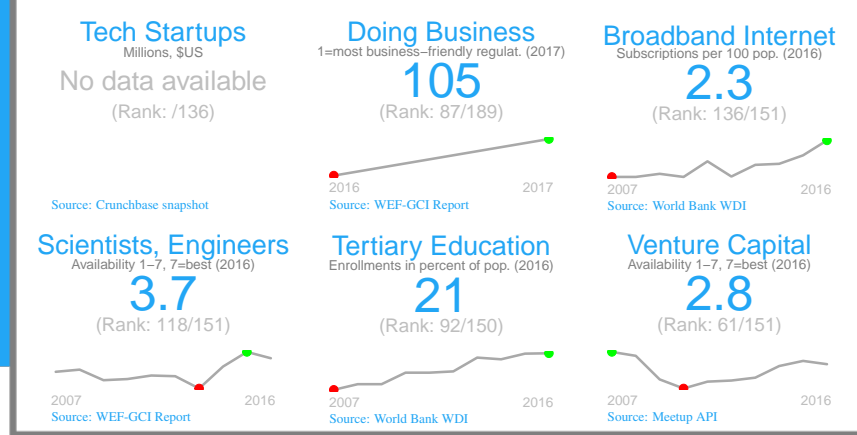 Tech Startups
Millions, $US
No data available
(Rank: /136)
Source: Crunchbase snapshot
Doing Business
1=most business−friendly regulat. (2017)
105
(Rank: 87/189)
2016 2017
Source: WEF-GCI Report
Broadband Internet
Subscriptions per 100 pop. (2016)
2.3
(Rank: 136/151)
2007 2016
Source: World Bank WDI
Scientists, Engineers
Availability 1−7, 7=best (2016)
3.7
(Rank: 118/151)
2007 2016
Source: WEF-GCI Report
Tertiary Education
Enrollments in percent of pop. (2016)
21
(Rank: 92/150)
2007 2016
Source: World Bank WDI
Venture Capital
Availability 1−7, 7=best (2016)
2.8
(Rank: 61/151)
2007 2016
Source: Meetup API